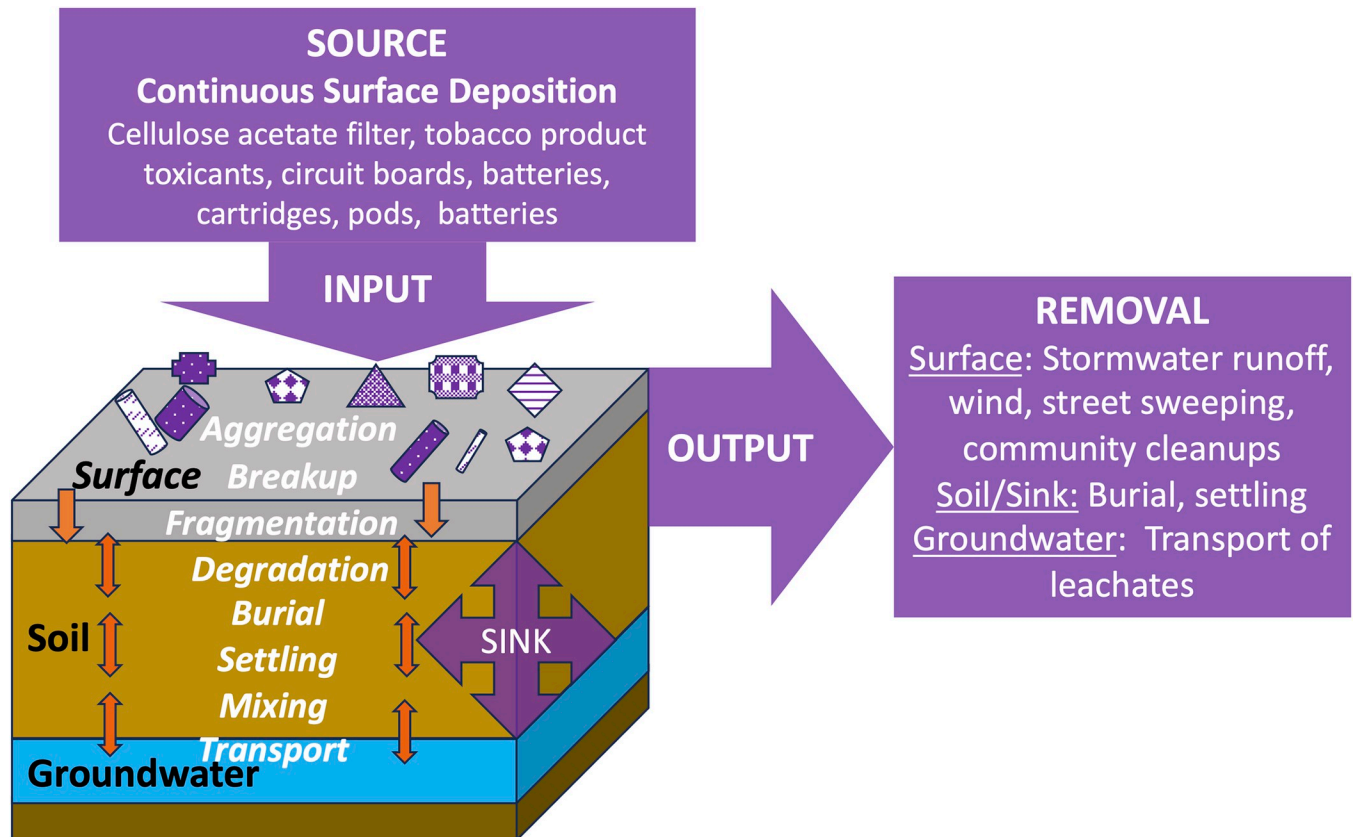 SOURCE
Continuous Surface Deposition
Cellulose acetate filter, tobacco product
toxicants, circuit boards, batteries,
cartridges, pods,  batteries
INPUT
Aggregation
Surface
Breakup
Fragmentation
Degradation
Burial
Soil
Settling
Mixing
Transport
Groundwater
SINK
OUTPUT
REMOVAL
Surface: Stormwater runoff,
wind, street sweeping,
community cleanups
Soil/Sink: Burial, settling
Groundwater:  Transport of
leachates